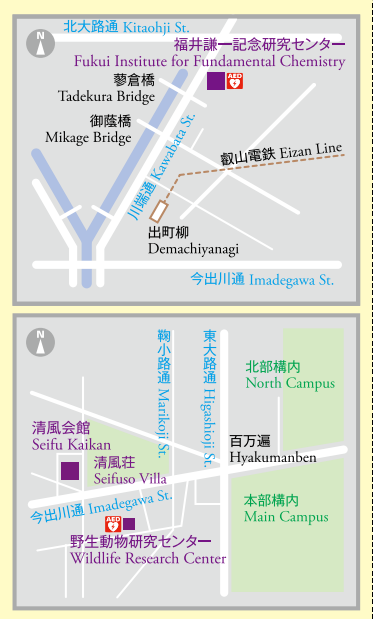 北大路通 Kitaohji St.
N
福井謙一記念研究センター
Fukui Institute for Fundamental Chemistry
AED
蓼倉橋
Tadekura Bridge
御蔭橋
Mikage Bridge
川端通 Kawabata St.
叡山電鉄 Eizan Line
出町柳
Demachiyanagi
今出川通 Imadegawa St.
N
鞠小路通 Marikoji St.
東大路通 Higashioji St.
北部構内
North Campus
清風会館
Seifu Kaikan
百万遍
Hyakumanben
清風荘
Seifuso Villa
今出川通 Imadegawa St.
本部構内
Main Campus
AED
野生動物研究センター
Wildlife Research Center